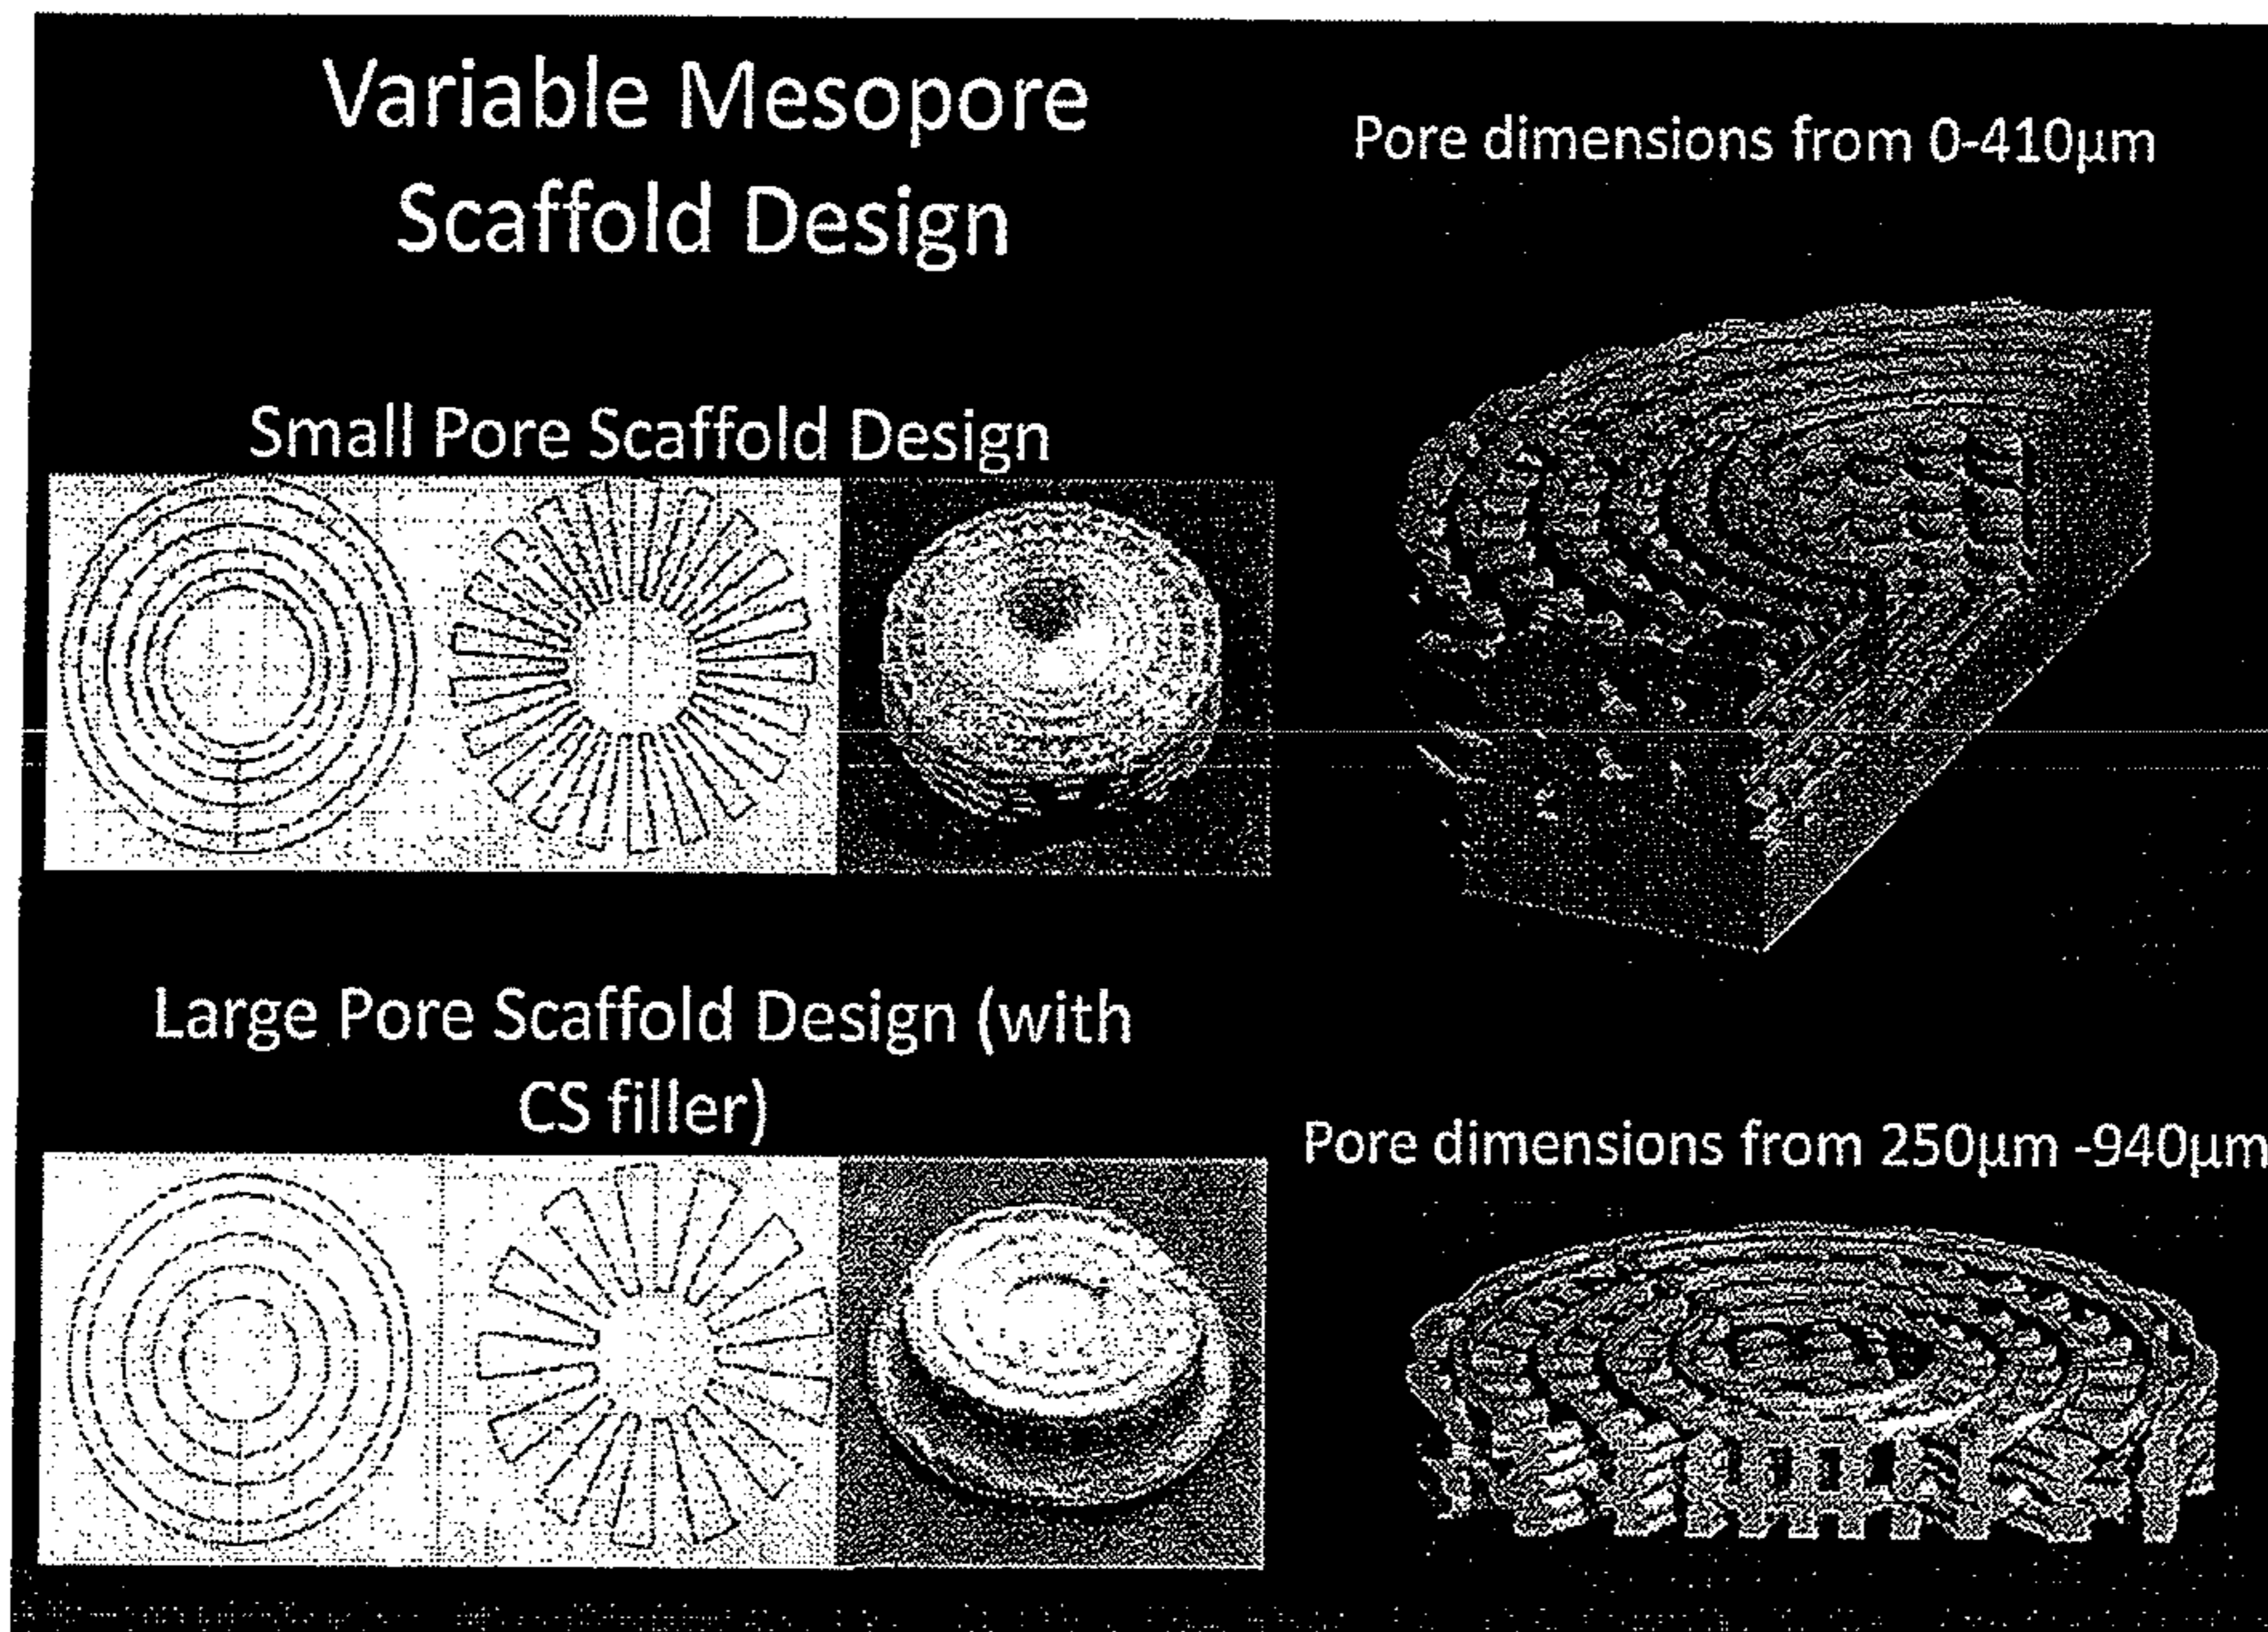 Variable Mesopore
Scaffold Design
Pore dimensions from 0-410µm
Small Pore Scaffold Design
Large Pore Scaffold Design (with
CS filler)
Pore dimensions from 250µm -940µm